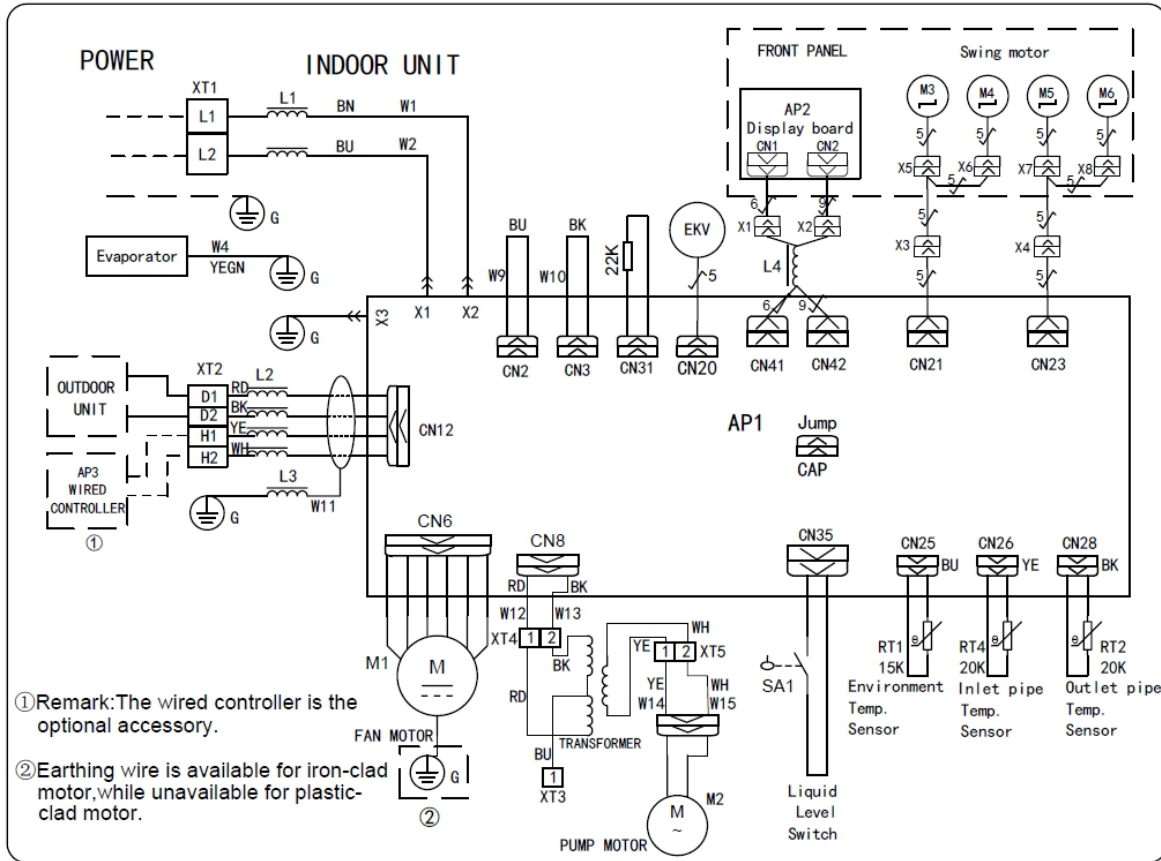 POWER
INDOOR UNIT
FRONT PANEL
Swing motor
XT1
L1
L1
BN
W1
L2
BU
W2
G
Evaporator
W4
YEGN
G
G
X3
X1
X2
AP2
Display board
CN1
CN2
M3
M4
M5
M6
5
5
5
5
X5
X6
X7
X8
5
5
6
9
X1
X2
5
5
X3
X4
L4
5
5
6
9
BU
BK
22K
W9
W10
EKV
5
CN2
CN3
CN31
CN20
CN41
CN42
CN21
CN23
OUTDOOR
UNIT
XT2
L2
D1
RD
D2
BK
H1
YE
H2
WH
CN12
AP3
WIRED
CONTROLLER
①
L3
W11
G
AP1
Jump
CAP
CN6
CN8
CN35
CN25
CN26
CN28
BU
YE
BK
RD
BK
W12
W13
XT4
1
2
BK
RD
BU
1
XT3
TRANSFORMER
WH
YE
1
2
XT5
YE
WH
W14
W15
M1
M
FAN MOTOR
G
②
M
~
M2
PUMP MOTOR
SA1
Liquid
Level
Switch
θ
RT1
15K
Environment
Temp.
Sensor
θ
RT4
20K
Inlet pipe
Temp.
Sensor
θ
RT2
20K
Outlet pipe
Temp.
Sensor
①Remark:The wired controller is the
optional accessory.
②Earthing wire is available for iron-clad
motor,while unavailable for plastic-
clad motor.